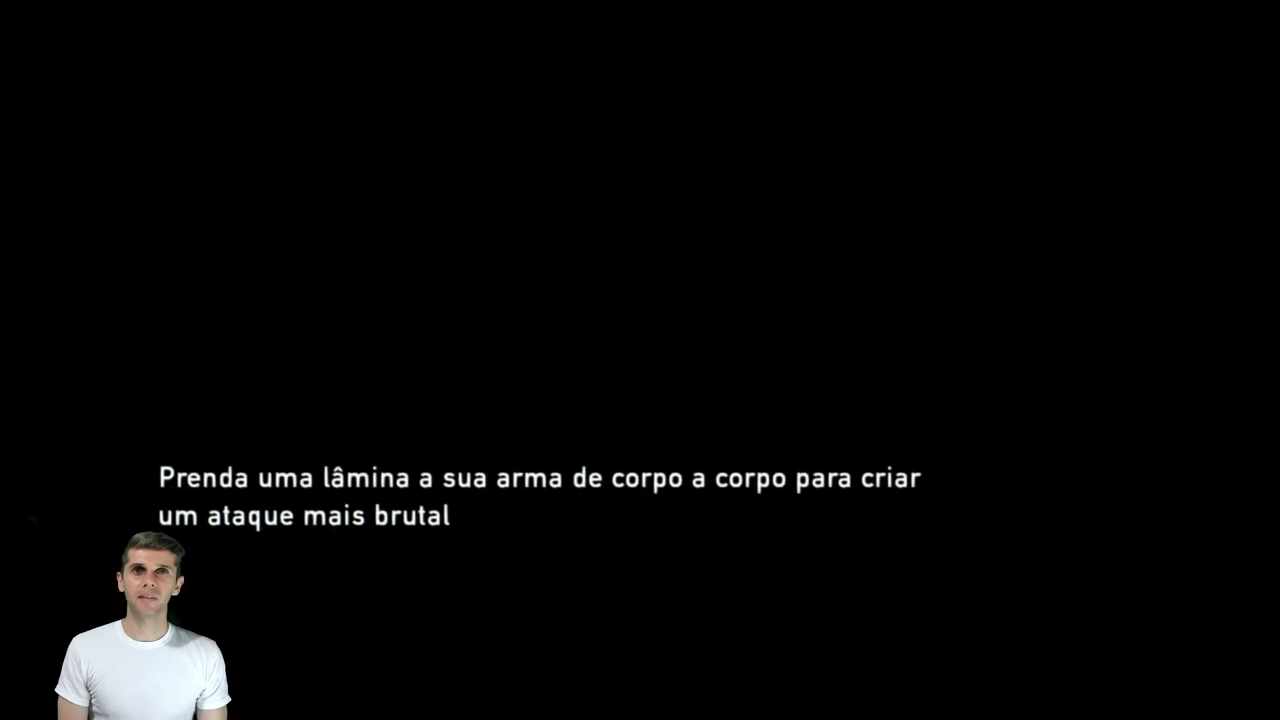 Prenda uma lâmina a sua arma de corpo a corpo para criar
um ataque mais brutal